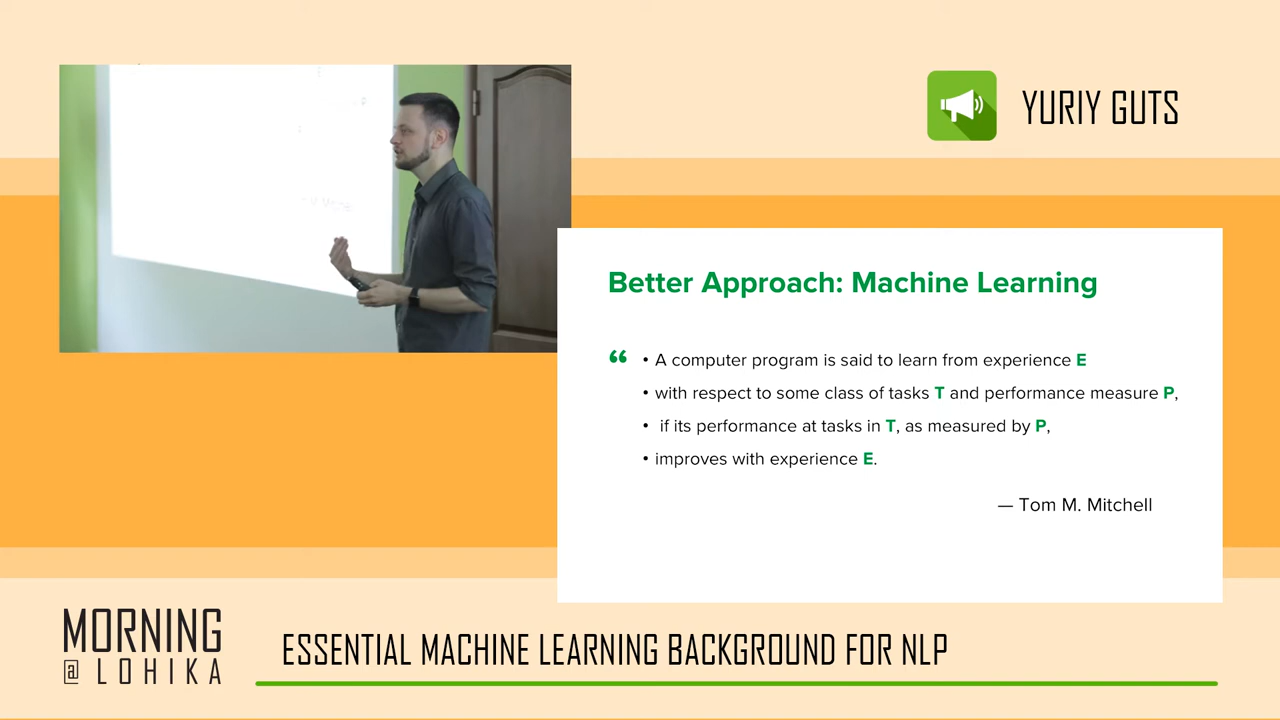 YURIY GUTS
Better Approach: Machine Learning
“
• A computer program is said to learn from experience E
• with respect to some class of tasks T and performance measure P,
• if its performance at tasks in T, as measured by P,
• improves with experience E.
— Tom M. Mitchell
MORNING
@ LOHIKA
ESSENTIAL MACHINE LEARNING BACKGROUND FOR NLP